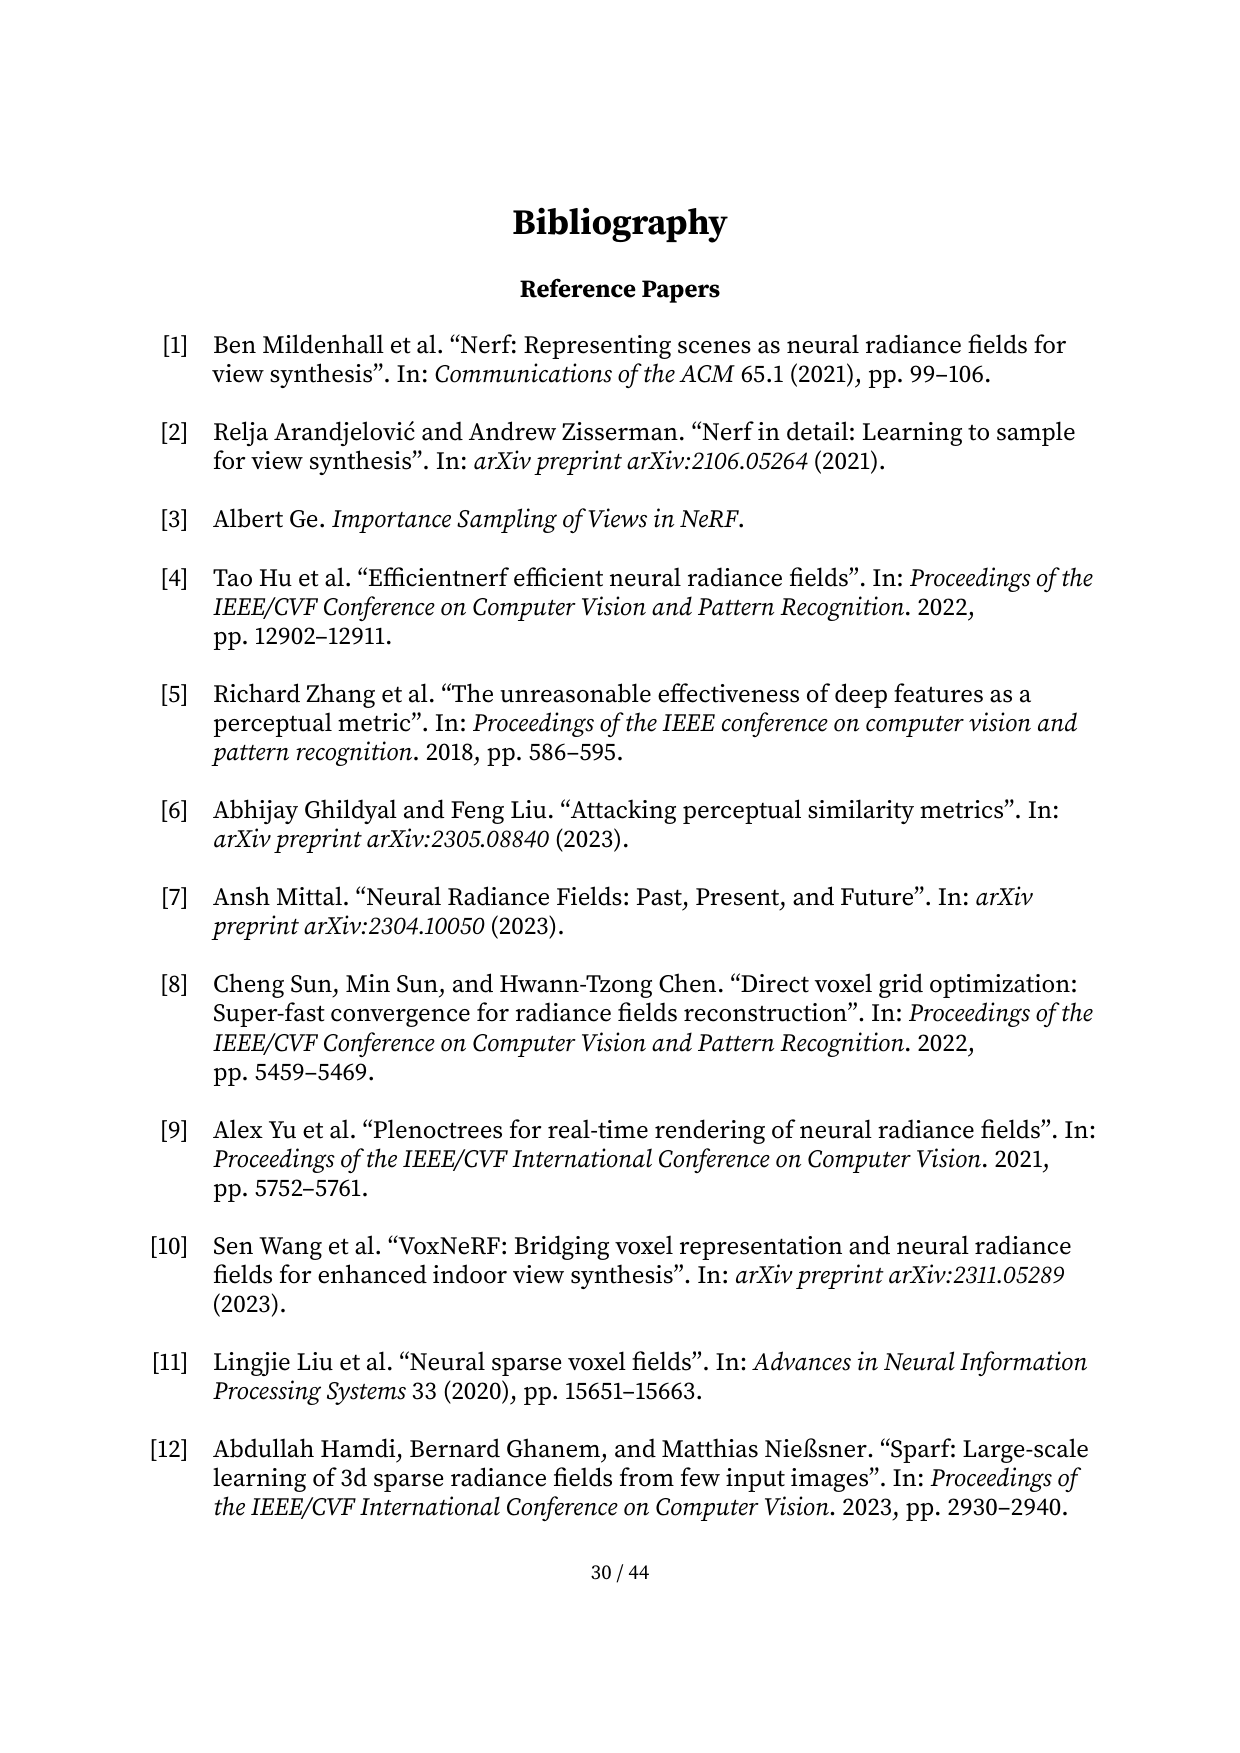 Bibliography
Reference Papers
[1] Ben Mildenhall et al. “Nerf: Representing scenes as neural radiance fields for
view synthesis”. In: Communications of the ACM 65.1 (2021), pp. 99–106.
[2] Relja Arandjelović and Andrew Zisserman. “Nerf in detail: Learning to sample
for view synthesis”. In: arXiv preprint arXiv:2106.05264 (2021).
[3] Albert Ge. Importance Sampling of Views in NeRF.
[4] Tao Hu et al. “Efficientnerf efficient neural radiance fields”. In: Proceedings of the
IEEE/CVF Conference on Computer Vision and Pattern Recognition. 2022,
pp. 12902–12911.
[5] Richard Zhang et al. “The unreasonable effectiveness of deep features as a
perceptual metric”. In: Proceedings of the IEEE conference on computer vision and
pattern recognition. 2018, pp. 586–595.
[6] Abhijay Ghildyal and Feng Liu. “Attacking perceptual similarity metrics”. In:
arXiv preprint arXiv:2305.08840 (2023).
[7] Ansh Mittal. “Neural Radiance Fields: Past, Present, and Future”. In: arXiv
preprint arXiv:2304.10050 (2023).
[8] Cheng Sun, Min Sun, and Hwann-Tzong Chen. “Direct voxel grid optimization:
Super-fast convergence for radiance fields reconstruction”. In: Proceedings of the
IEEE/CVF Conference on Computer Vision and Pattern Recognition. 2022,
pp. 5459–5469.
[9] Alex Yu et al. “Plenoctrees for real-time rendering of neural radiance fields”. In:
Proceedings of the IEEE/CVF International Conference on Computer Vision. 2021,
pp. 5752–5761.
[10] Sen Wang et al. “VoxNeRF: Bridging voxel representation and neural radiance
fields for enhanced indoor view synthesis”. In: arXiv preprint arXiv:2311.05289
(2023).
[11] Lingjie Liu et al. “Neural sparse voxel fields”. In: Advances in Neural Information
Processing Systems 33 (2020), pp. 15651–15663.
[12] Abdullah Hamdi, Bernard Ghanem, and Matthias Nießsner. “Sparf: Large-scale
learning of 3d sparse radiance fields from few input images”. In: Proceedings of
the IEEE/CVF International Conference on Computer Vision. 2023, pp. 2930–2940.
30 / 44